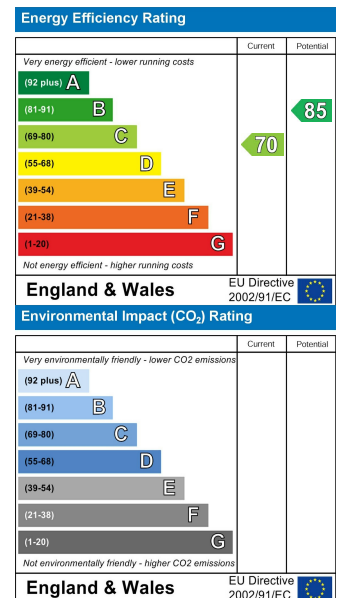 Energy Efficiency Rating
Current Potential
Very energy efficient - lower running costs
(92 plus) A
(81-91) B
85
(69-80) C
70
(55-68) D
(39-54) E
(21-38) F
(1-20) G
Not energy efficient - higher running costs
England & Wales
EU Directive
2002/91/EC
Environmental Impact (CO₂) Rating
Current Potential
Very environmentally friendly - lower CO2 emissions
(92 plus) A
(81-91) B
(69-80) C
(55-68) D
(39-54) E
(21-38) F
(1-20) G
Not environmentally friendly - higher CO2 emissions
England & Wales
EU Directive
2002/91/EC